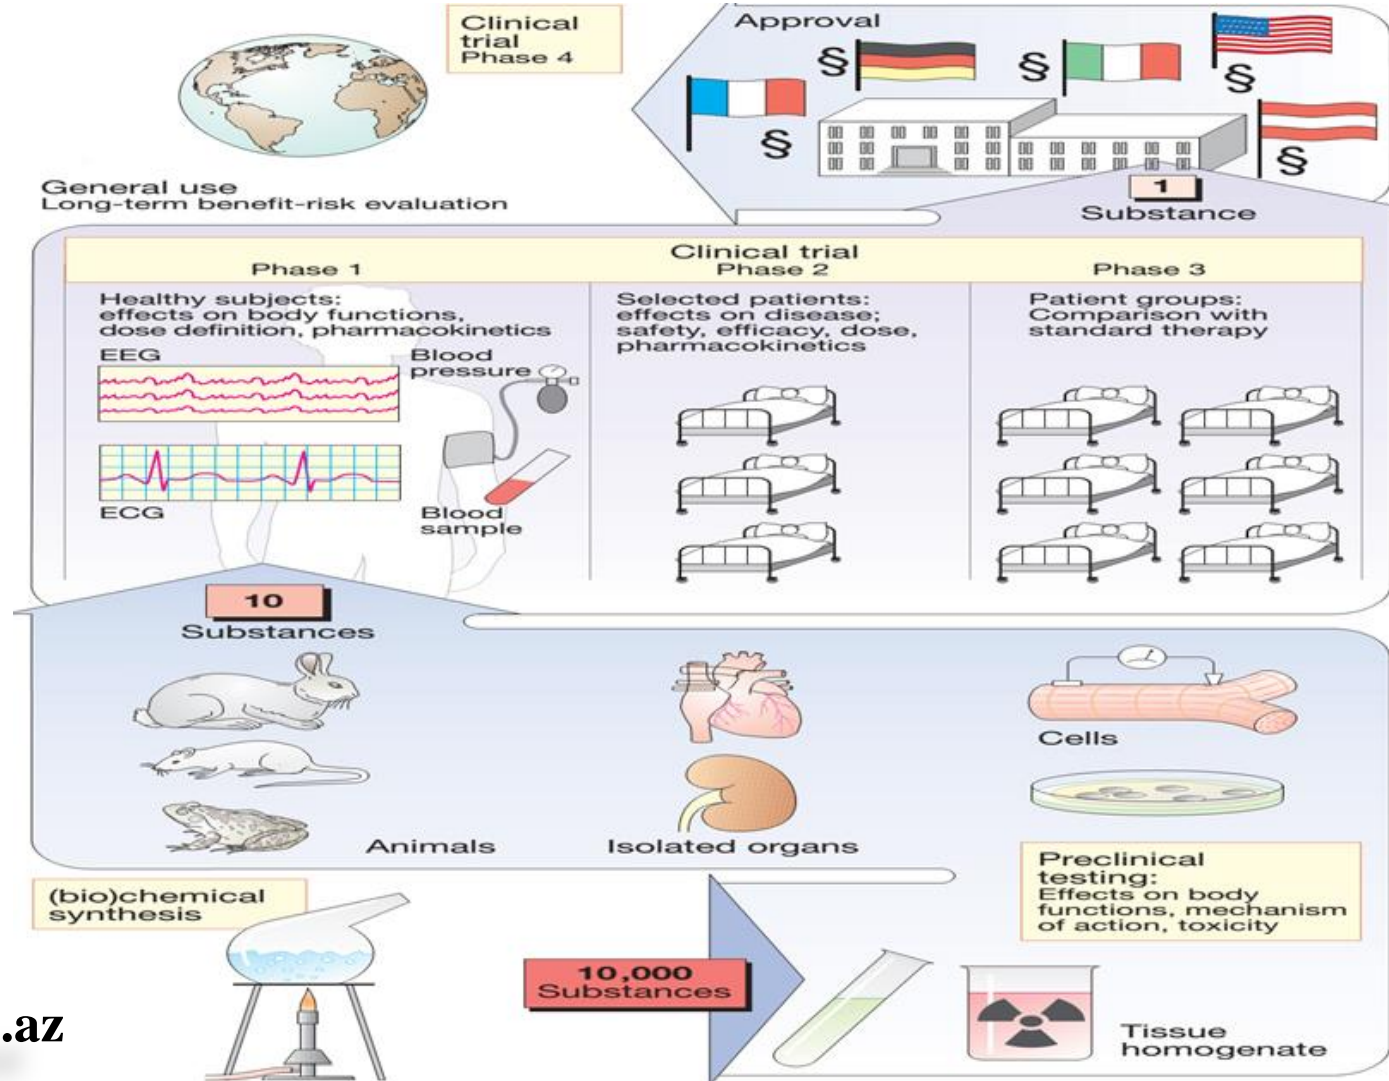 Clinical
trial
Phase 4
Approval
§
§
§
§
§
General use
Long-term benefit-risk evaluation
1
Substance
Clinical trial
Phase 1
Phase 2
Phase 3
Healthy subjects:
effects on body functions,
dose definition, pharmacokinetics
EEG
Blood
pressure
ECG
Blood
sample
Selected patients:
effects on disease;
safety, efficacy, dose,
pharmacokinetics
Patient groups:
Comparison with
standard therapy
10
Substances
Animals
Isolated organs
Cells
Preclinical
testing:
Effects on body
functions, mechanism
of action, toxicity
(bio)chemical
synthesis
10,000
Substances
Tissue
homogenate
.az